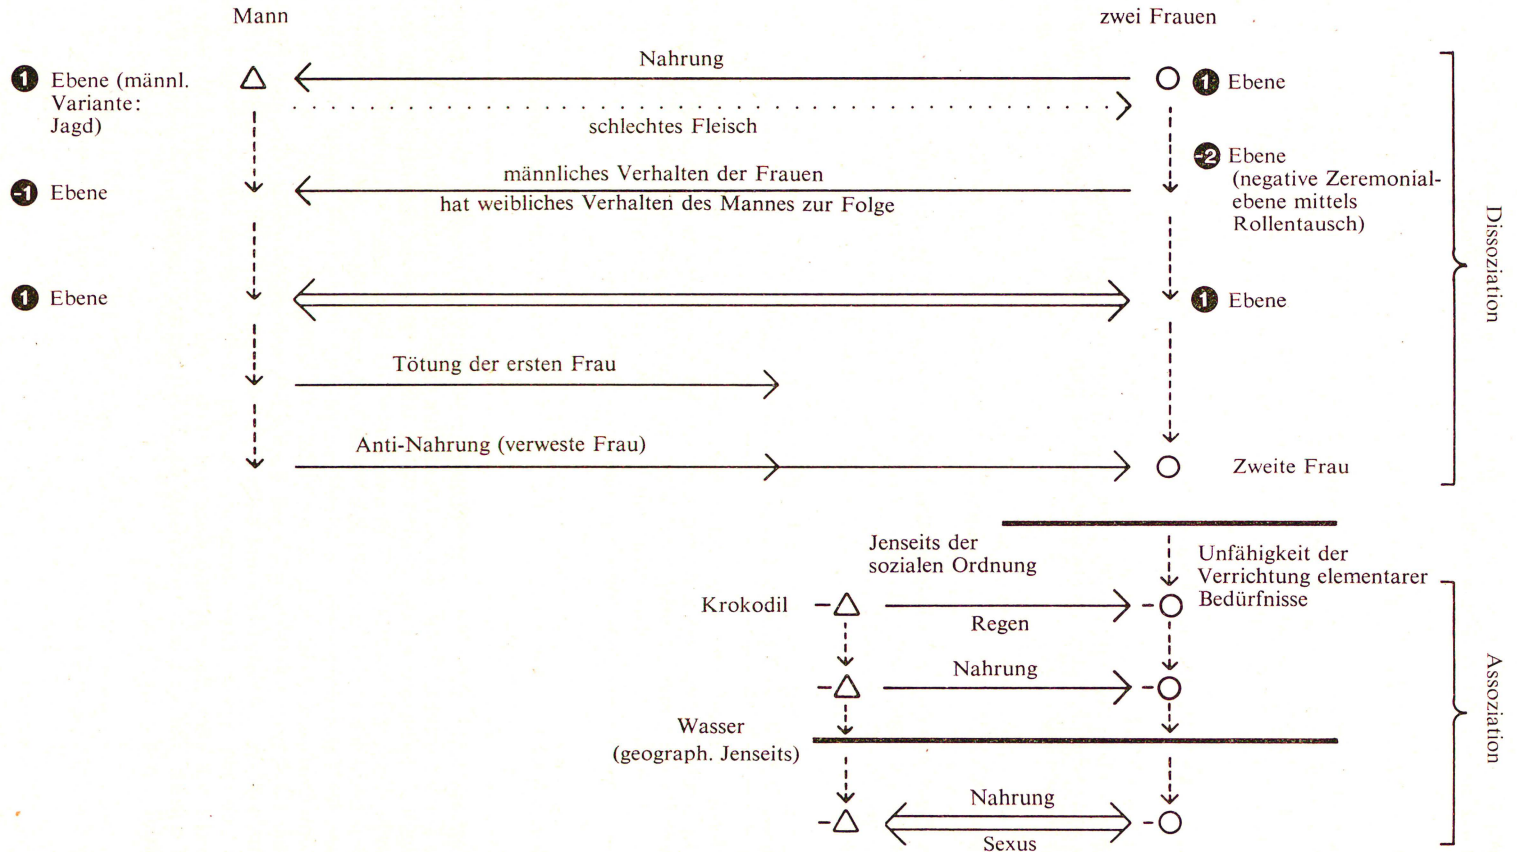 Mann
zwei Frauen
Nahrung
1 Ebene (männl.
Variante:
Jagd)
1 Ebene
schlechtes Fleisch
-2 Ebene
(negative Zeremonial-
ebene mittels
Rollentausch)
männliches Verhalten der Frauen
-1 Ebene
hat weibliches Verhalten des Mannes zur Folge
Dissoziation
1 Ebene
1 Ebene
Tötung der ersten Frau
Anti-Nahrung (verweste Frau)
Zweite Frau
Jenseits der
sozialen Ordnung
Unfähigkeit der
Verrichtung elementarer
Bedürfnisse
Krokodil
Regen
Nahrung
Assoziation
Wasser
(geograph. Jenseits)
Nahrung
Sexus